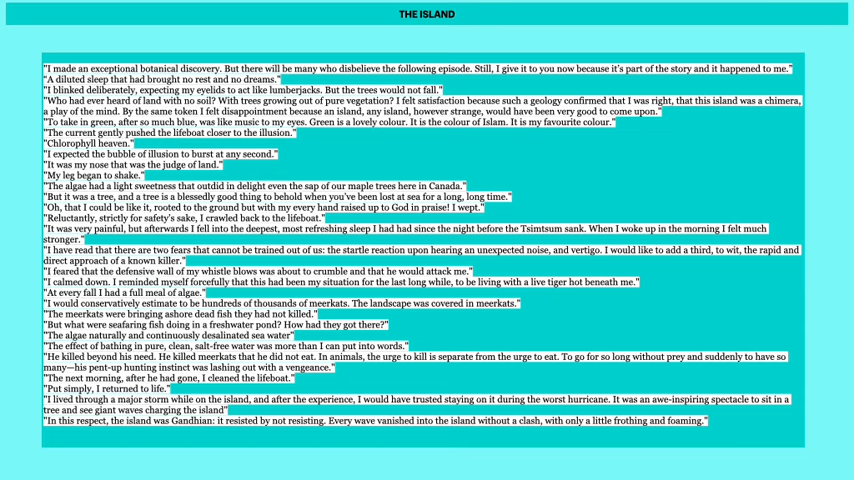 THE ISLAND
"I made an exceptional botanical discovery. But there will be many who disbelieve the following episode. Still, I give it to you now because it's part of the story and it happened to me."
"A diluted sleep that had brought no rest and no dreams."
"I blinked deliberately, expecting my eyelids to act like lumberjacks. But the trees would not fall."
"Who had ever heard of land with no soil? With trees growing out of pure vegetation? I felt satisfaction because such a geology confirmed that I was right, that this island was a chimera,
a play of the mind. By the same token I felt disappointment because an island, any island, however strange, would have been very good to come upon."
"To take in green, after so much blue, was like music to my eyes. Green is a lovely colour. It is the colour of Islam. It is my favourite colour."
"The current gently pushed the lifeboat closer to the illusion."
"Chlorophyll heaven."
"I expected the bubble of illusion to burst at any second."
"It was my nose that was the judge of land."
"My leg began to shake."
"The algae had a light sweetness that outdid in delight even the sap of our maple trees here in Canada."
"But it was a tree, and a tree is a blessedly good thing to behold when you've been lost at sea for a long, long time."
"Oh, that I could be like it, rooted to the ground but with my every hand raised up to God in praise! I wept."
"Reluctantly, strictly for safety's sake, I crawled back to the lifeboat."
"It was very painful, but afterwards I fell into the deepest, most refreshing sleep I had had since the night before the Tsimtsum sank. When I woke up in the morning I felt much
stronger."
"I have read that there are two fears that cannot be trained out of us: the startle reaction upon hearing an unexpected noise, and vertigo. I would like to add a third, to wit, the rapid and
direct approach of a known killer."
"I feared that the defensive wall of my whistle blows was about to crumble and that he would attack me."
"I calmed down. I reminded myself forcefully that this had been my situation for the last long while, to be living with a live tiger hot beneath me."
"At every fall I had a full meal of algae."
"I would conservatively estimate to be hundreds of thousands of meerkats. The landscape was covered in meerkats."
"The meerkats were bringing ashore dead fish they had not killed."
"But what were seafaring fish doing in a freshwater pond? How had they got there?"
"The algae naturally and continuously desalinated sea water"
"The effect of bathing in pure, clean, salt-free water was more than I can put into words."
"He killed beyond his need. He killed meerkats that he did not eat. In animals, the urge to kill is separate from the urge to eat. To go for so long without prey and suddenly to have so
many—his pent-up hunting instinct was lashing out with a vengeance."
"The next morning, after he had gone, I cleaned the lifeboat."
"Put simply, I returned to life."
"I lived through a major storm while on the island, and after the experience, I would have trusted staying on it during the worst hurricane. It was an awe-inspiring spectacle to sit in a
tree and see giant waves charging the island"
"In this respect, the island was Gandhian: it resisted by not resisting. Every wave vanished into the island without a clash, with only a little frothing and foaming."